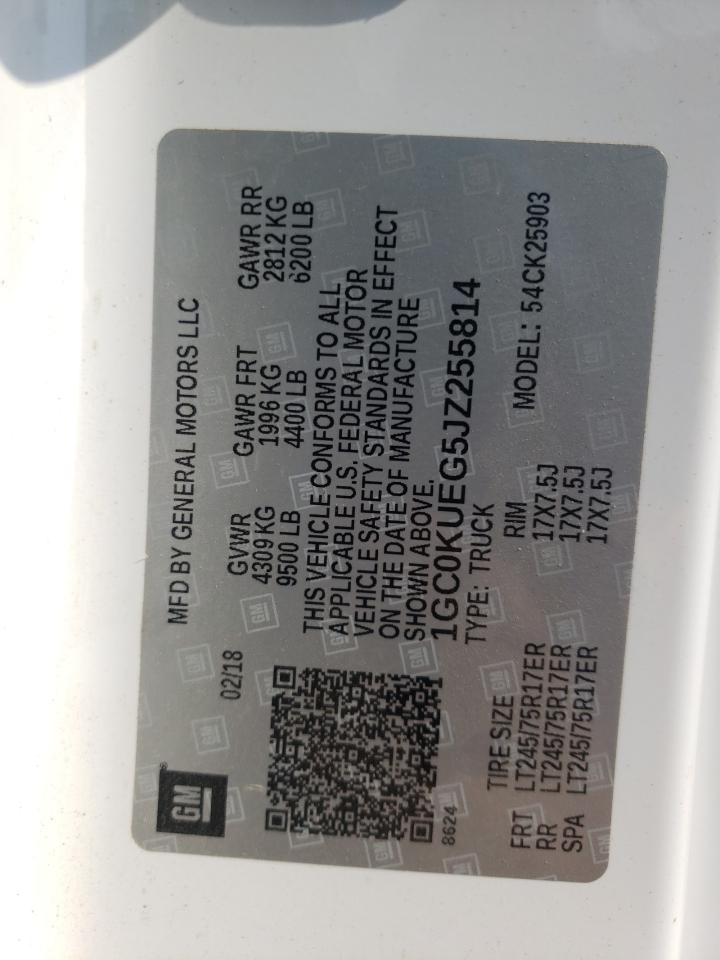 GM
MFD BY GENERAL MOTORS LLC
02/18
GVWR GAWR FRT GAWR RR
4309 KG 1996 KG 2812 KG
9500 LB 4400 LB 6200 LB
THIS VEHICLE CONFORMS TO ALL
APPLICABLE U.S. FEDERAL MOTOR
VEHICLE SAFETY STANDARDS IN EFFECT
ON THE DATE OF MANUFACTURE
SHOWN ABOVE.
1GC0KUEG5JZ255814
8624
TYPE: TRUCK MODEL: 54CK25903
TIRE SIZE RIM
FRT LT245/75R17ER 17X7.5J
RR LT245/75R17ER 17X7.5J
SPA LT245/75R17ER 17X7.5J